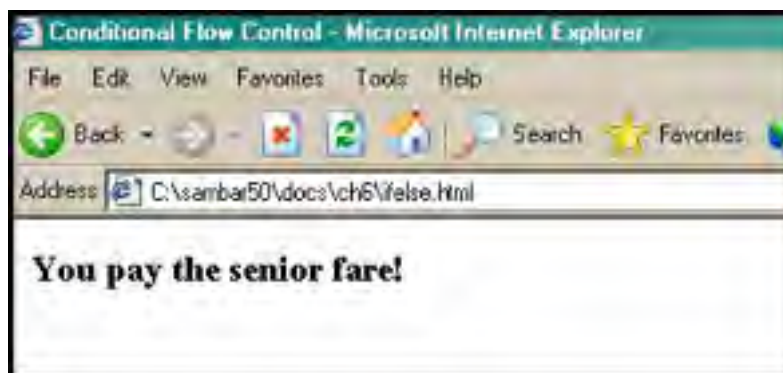 Conditional Flow Control - Microsoft Internet Explorer
File Edit View Favorites Tools Help
Back Search Favorites
Address C:\sambar50\docs\ch6\ifelse.html
You pay the senior fare!